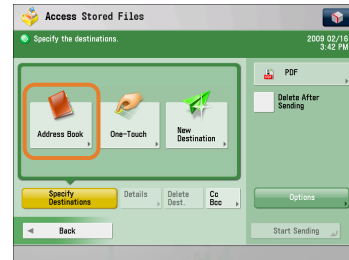 Access Stored Files
Specify the destinations.
2009 02/16
3:42 PM
PDF
Delete After
Sending
Address Book
One-Touch
New
Destination
Specify
Destinations
Details
Delete
Dest.
Cc
Bcc
Options
Back
Start Sending